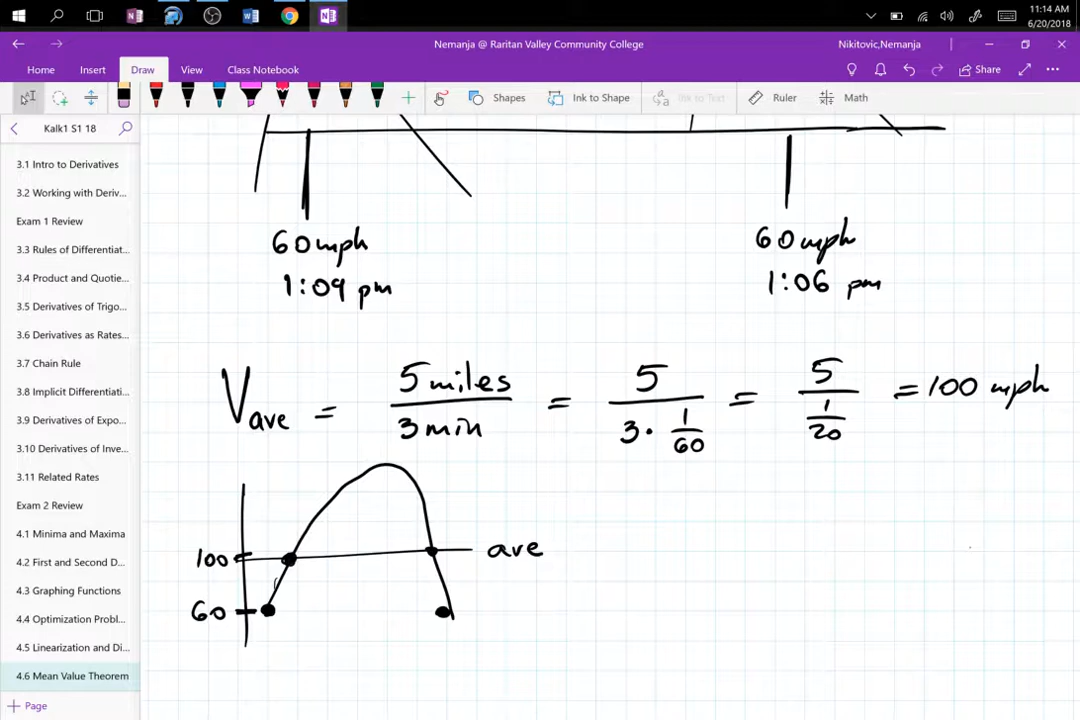 11:14 AM
6/20/2018
Nemanja @ Raritan Valley Community College
Nikitovic,Nemanja
Home Insert Draw View Class Notebook
Share
Shapes Ink to Shape Ink to Text Ruler Math
Kalk1 S1 18
3.1 Intro to Derivatives
3.2 Working with Deriv...
Exam 1 Review
3.3 Rules of Differentiat...
3.4 Product and Quotie...
3.5 Derivatives of Trigo...
3.6 Derivatives as Rates...
3.7 Chain Rule
3.8 Implicit Differentiati...
3.9 Derivatives of Expo...
3.10 Derivatives of Inve...
3.11 Related Rates
Exam 2 Review
4.1 Minima and Maxima
4.2 First and Second D...
4.3 Graphing Functions
4.4 Optimization Probl...
4.5 Linearization and Di...
4.6 Mean Value Theorem
+ Page
60 mph 60 mph
1:09 pm 1:06 pm
Vave = 5 miles / 3 min = 5 / (3 · 1/60) = 5 / (1/20) = 100 mph
100 ave
60